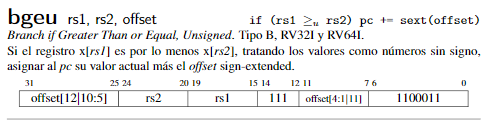 bgeu rs1, rs2, offset if (rs1 ≥u rs2) pc += sext(offset)
Branch if Greater Than or Equal, Unsigned. Tipo B, RV32I y RV64I.
Si el registro x[rs1] es por lo menos x[rs2], tratando los valores como números sin signo,
asignar al pc su valor actual más el offset sign-extended.
31 25 24 20 19 15 14 12 11 7 6 0
offset[12|10:5] rs2 rs1 111 offset[4:1|11] 1100011